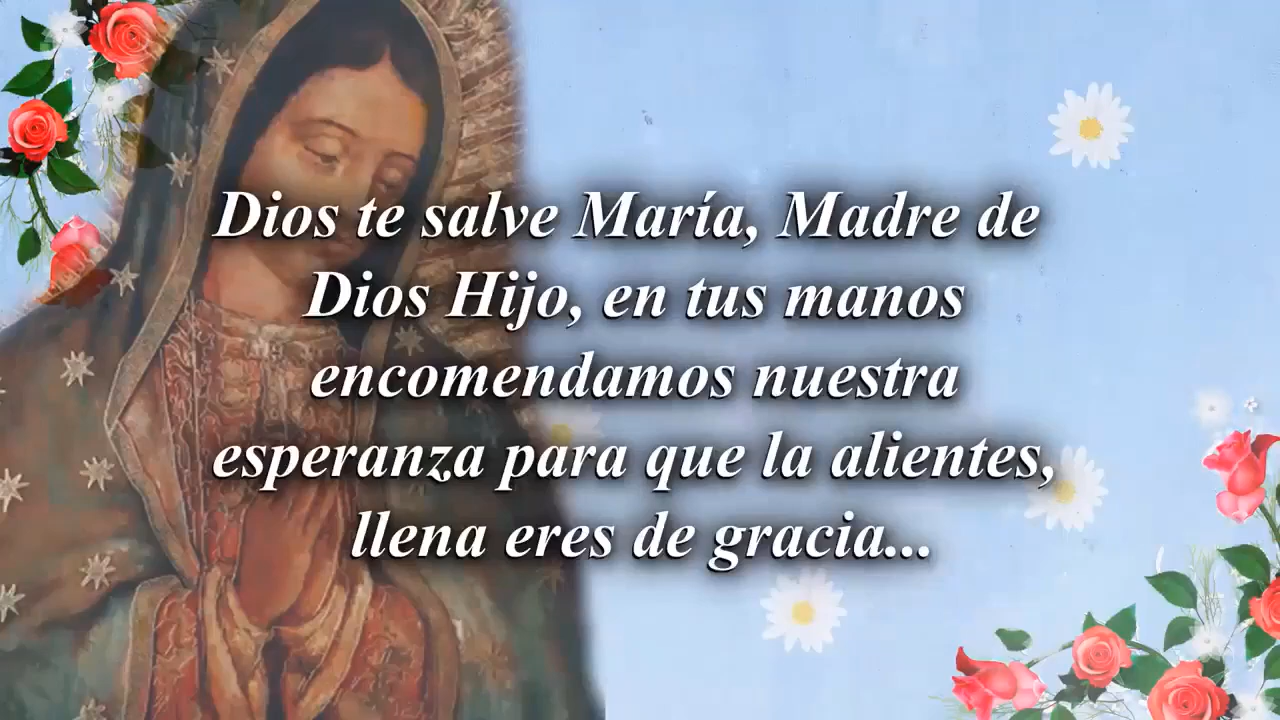 Dios te salve María, Madre de
Dios Hijo, en tus manos
encomendamos nuestra
esperanza para que la alientes,
llena eres de gracia...